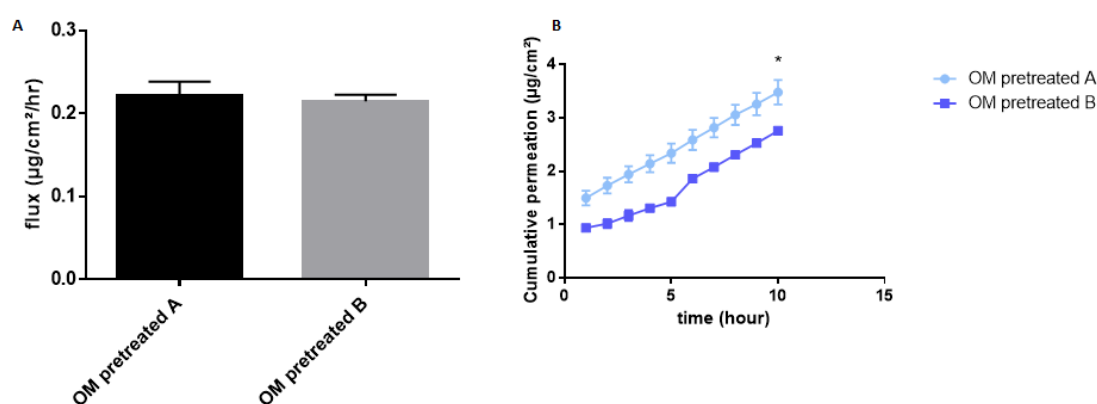 A
flux (µg/cm²/hr)
0.3
0.2
0.1
0.0
OM pretreated A
OM pretreated B
B
Cumulative permeation (µg/cm²)
4
3
2
1
0
*
0
5
10
15
time (hour)
OM pretreated A
OM pretreated B